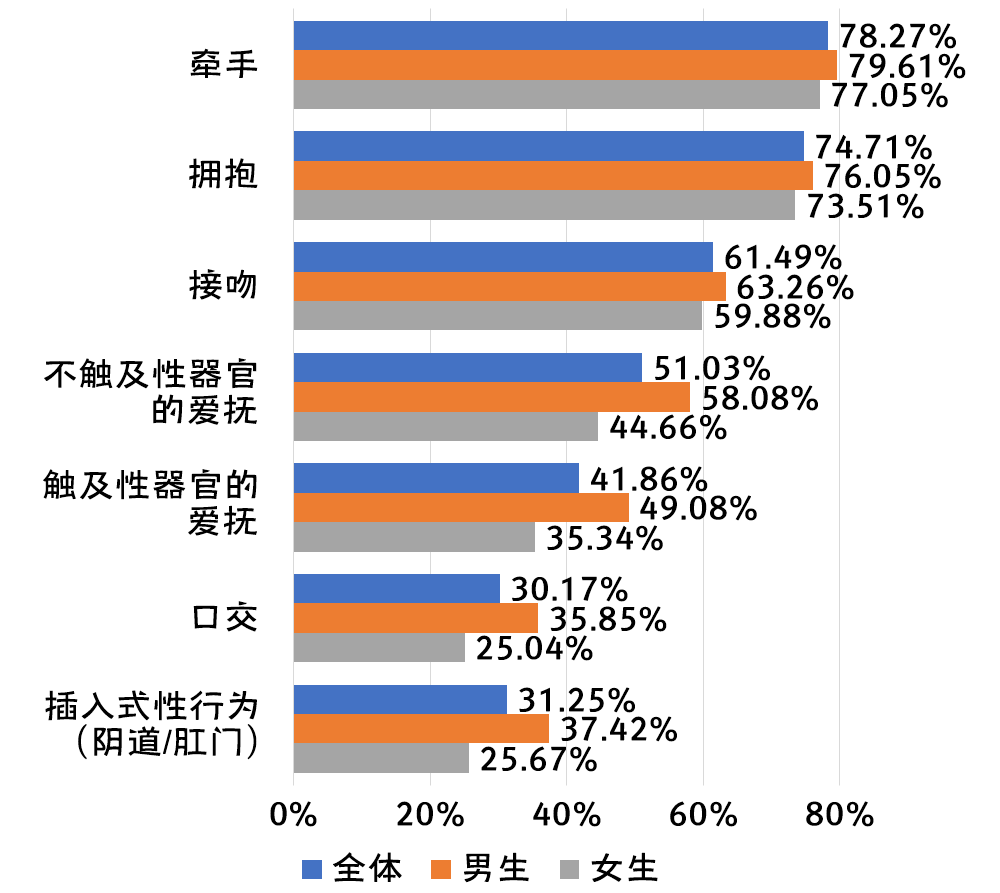 牵手
78.27%
79.61%
77.05%
拥抱
74.71%
76.05%
73.51%
接吻
61.49%
63.26%
59.88%
不触及性器官
的爱抚
51.03%
58.08%
44.66%
触及性器官的
爱抚
41.86%
49.08%
35.34%
口交
30.17%
35.85%
25.04%
插入式性行为
（阴道/肛门）
31.25%
37.42%
25.67%
0% 20% 40% 60% 80%
全体 男生 女生